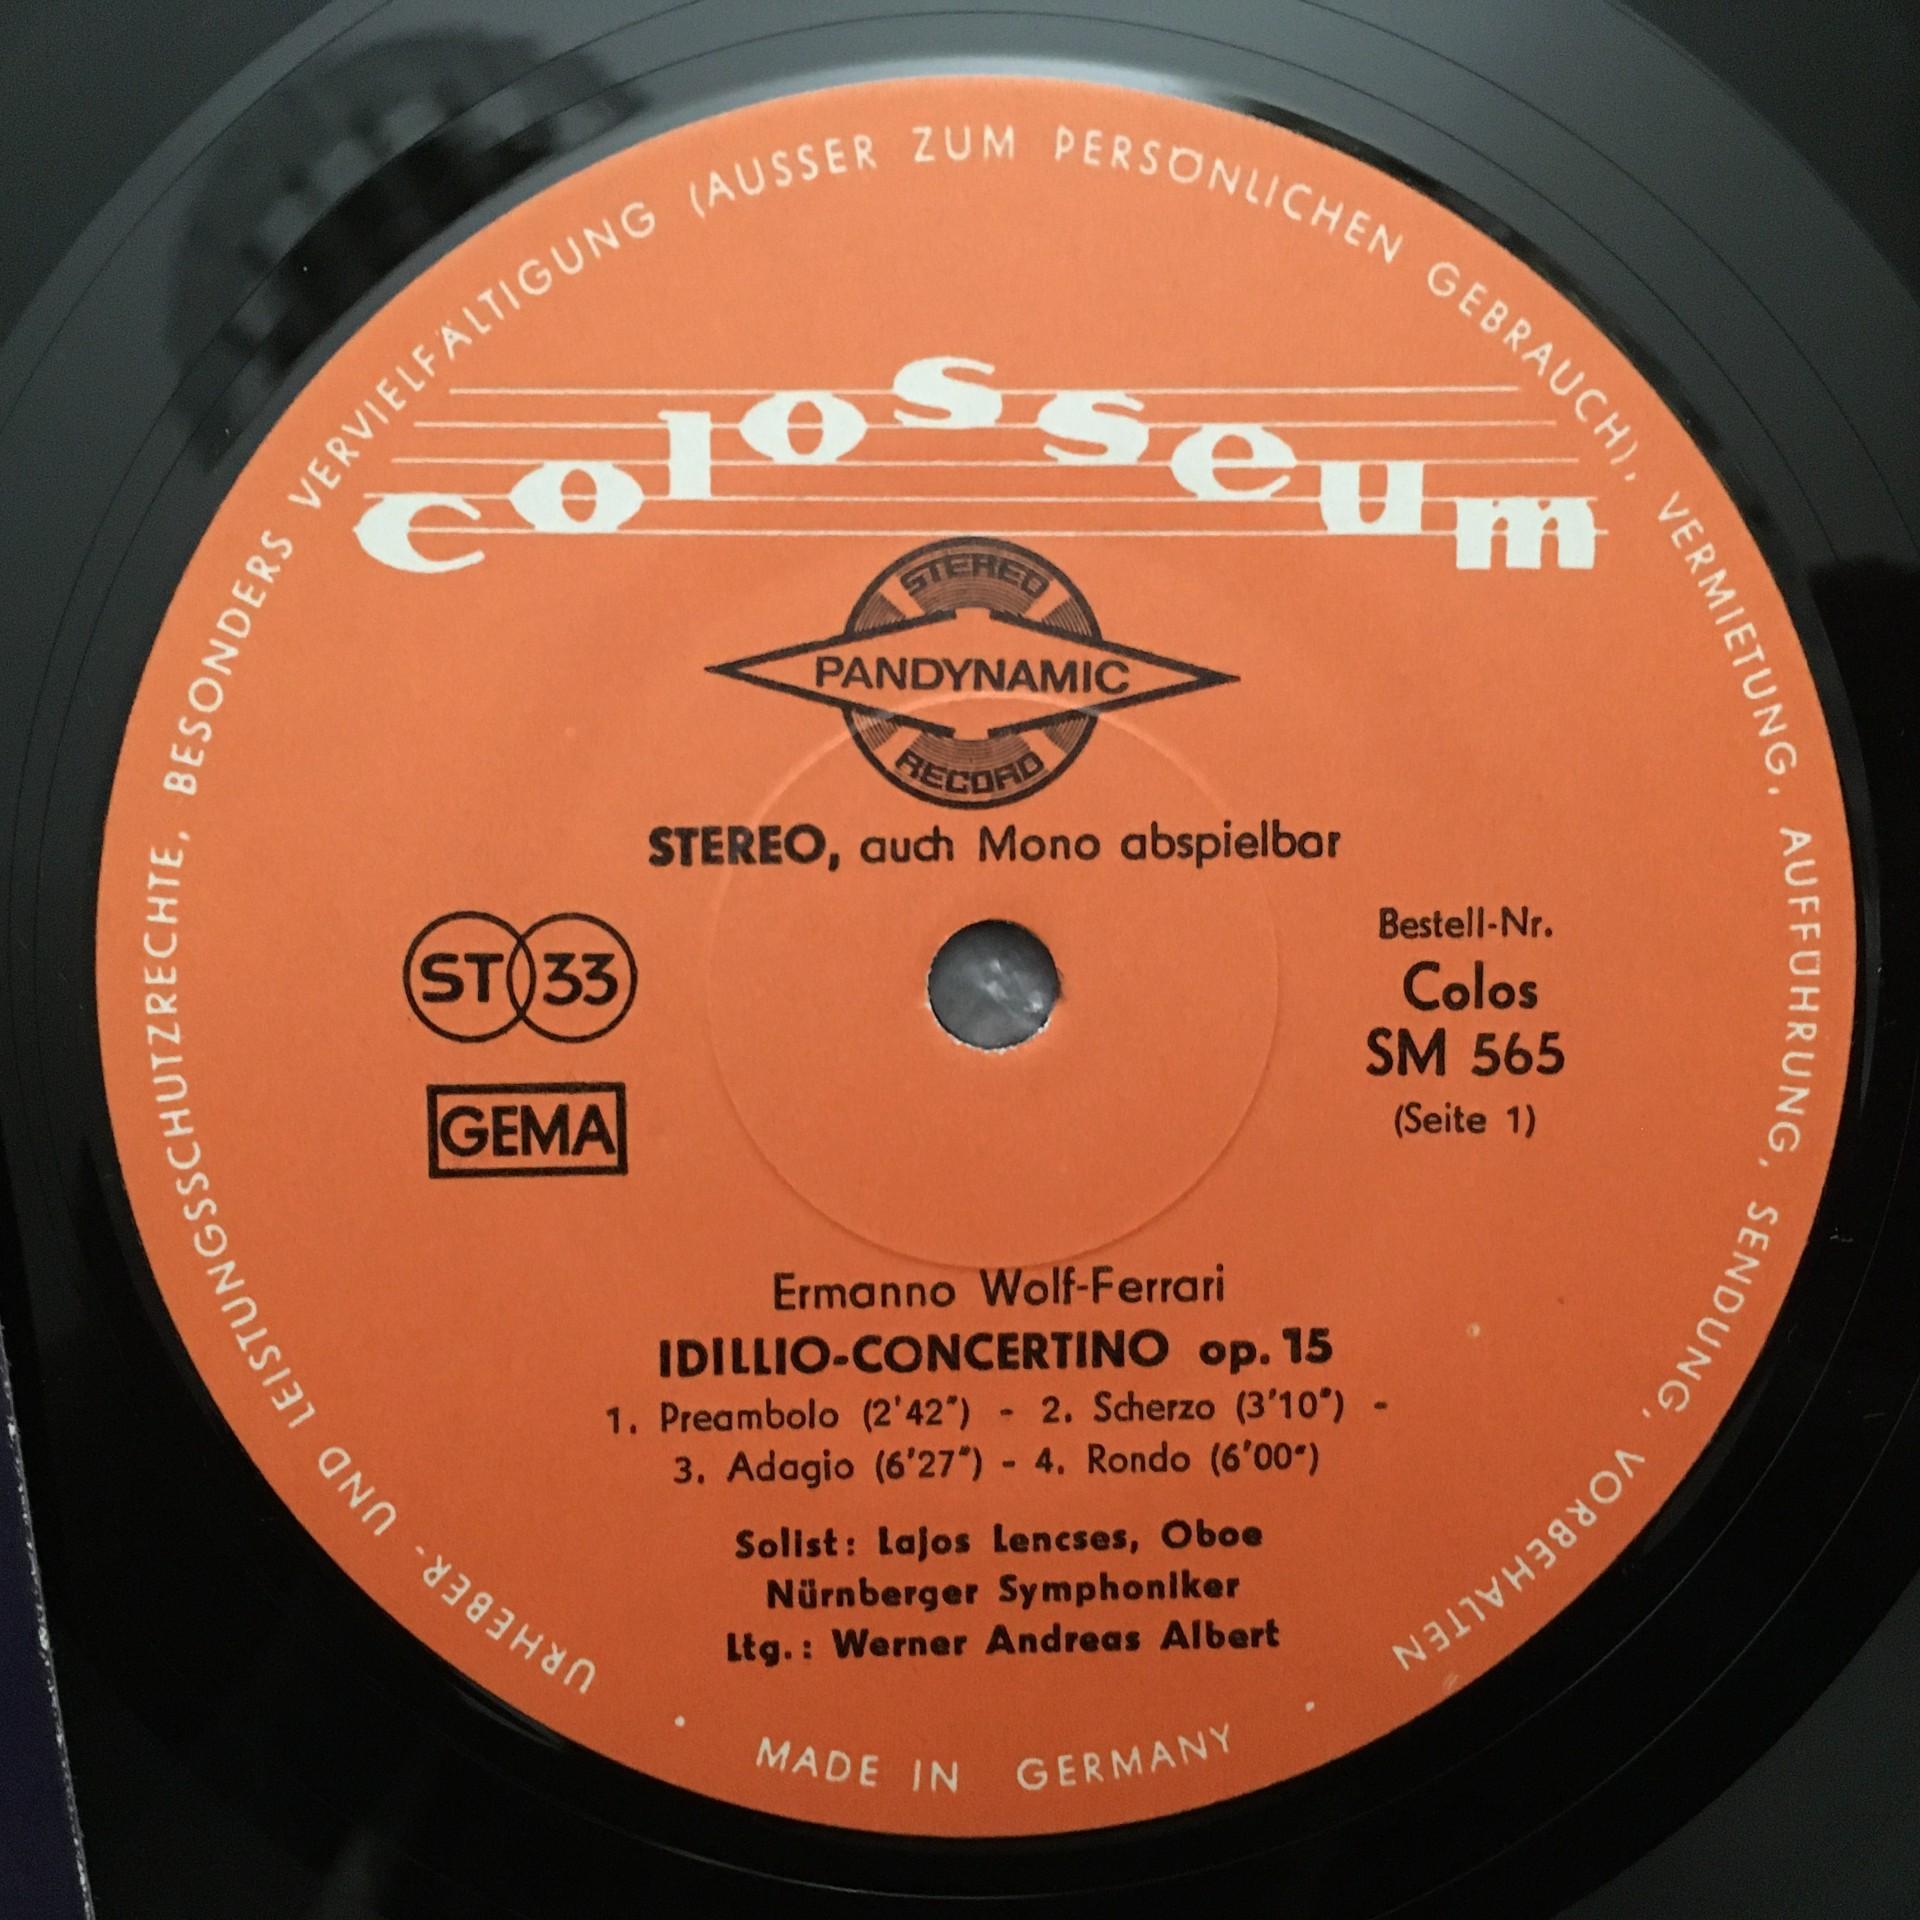 URHEBER- UND LEISTUNGSSCHUTZRECHTE, BESONDERS VERVIELFÄLTIGUNG (AUSSER ZUM PERSÖNLICHEN GEBRAUCH), VERMIETUNG, AUFFÜHRUNG, SENDUNG, VORBEHALTEN
colosseum
STEREO
PANDYNAMIC
RECORD
STEREO, auch Mono abspielbar
ST 33
GEMA
Bestell-Nr.
Colos
SM 565
(Seite 1)
Ermanno Wolf-Ferrari
IDILLIO-CONCERTINO op. 15
1. Preambolo (2'42") - 2. Scherzo (3'10") -
3. Adagio (6'27") - 4. Rondo (6'00")
Solist: Lajos Lencses, Oboe
Nürnberger Symphoniker
Ltg.: Werner Andreas Albert
• MADE IN GERMANY •